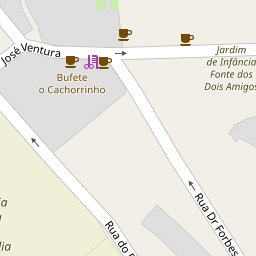 José Ventura
Bufete
o Cachorrinho
Jardim
de Infância
Fonte dos
Dois Amigos
Rua Dr Forbes
Rua do